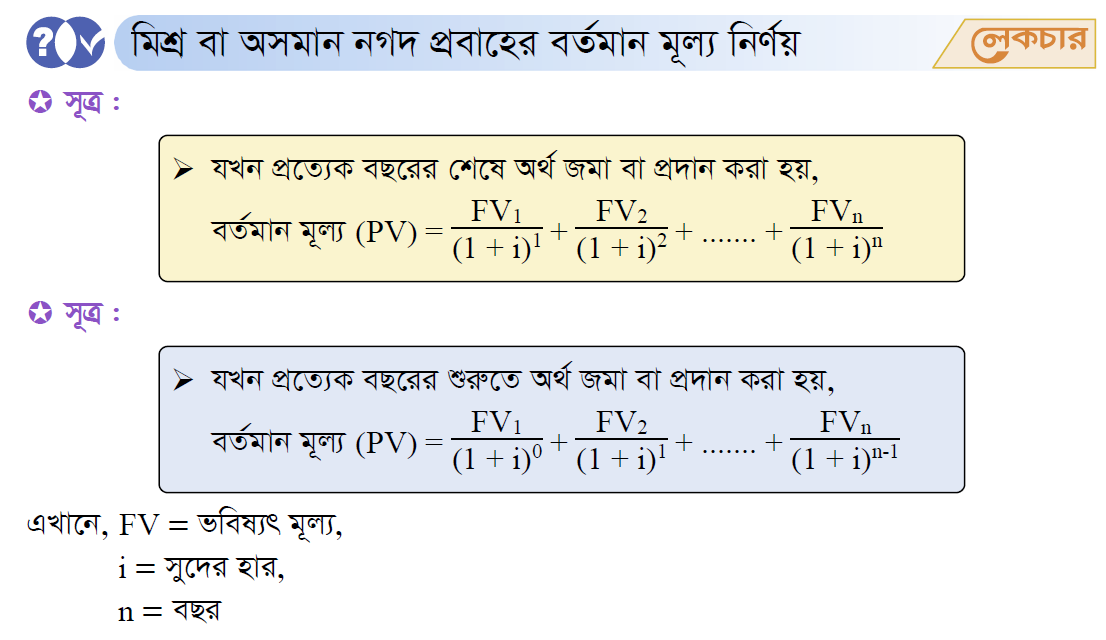 মিশ্র বা অসমান নগদ প্রবাহের বর্তমান মূল্য নির্ণয়
লেকচার
✪ সূত্র :
➢ যখন প্রত্যেক বছরের শেষে অর্থ জমা বা প্রদান করা হয়,
বর্তমান মূল্য (PV) = FV₁/(1 + i)¹ + FV₂/(1 + i)² + ....... + FVₙ/(1 + i)ⁿ
✪ সূত্র :
➢ যখন প্রত্যেক বছরের শুরুতে অর্থ জমা বা প্রদান করা হয়,
বর্তমান মূল্য (PV) = FV₁/(1 + i)⁰ + FV₂/(1 + i)¹ + ....... + FVₙ/(1 + i)ⁿ⁻¹
এখানে, FV = ভবিষ্যৎ মূল্য,
i = সুদের হার,
n = বছর